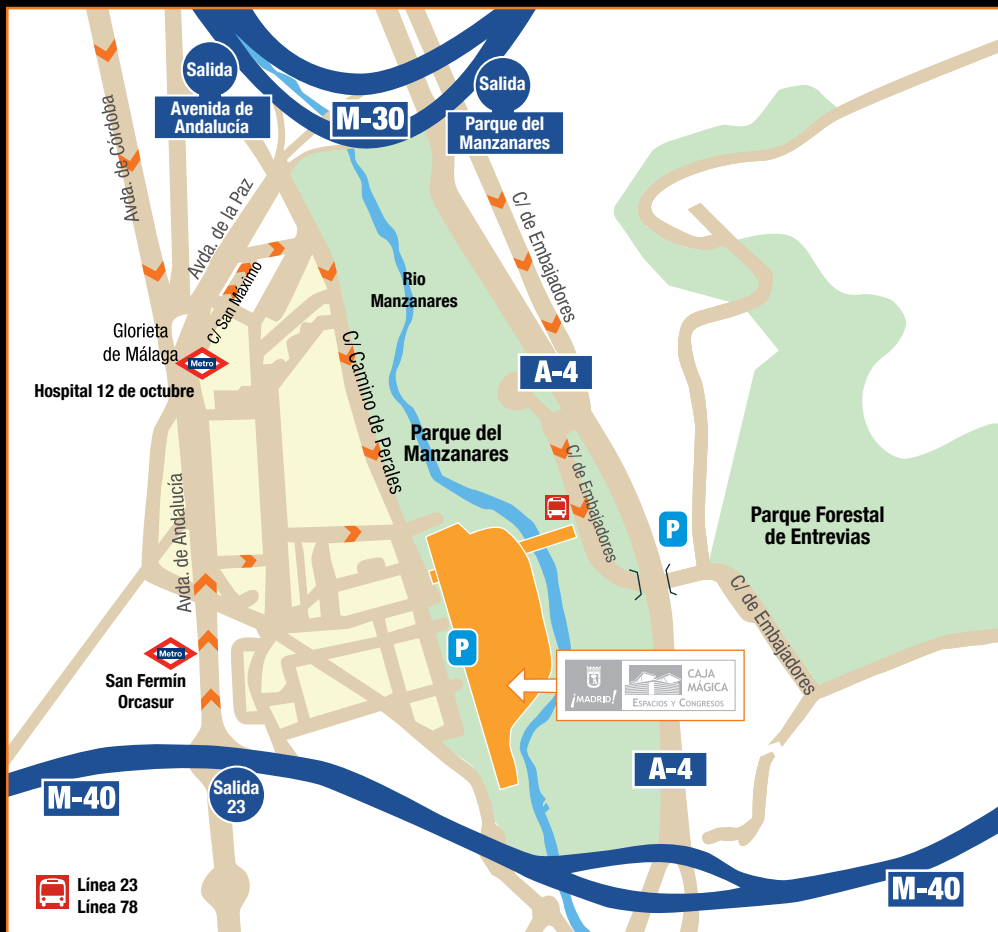 Salida
Avenida de
Andalucía
M-30
Salida
Parque del
Manzanares
Avda. de Córdoba
Avda. de la Paz
C/ San Máximo
C/ de Embajadores
Rio
Manzanares
Glorieta
de Málaga
Metro
Hospital 12 de octubre
C/ Camino de Perales
A-4
Parque del
Manzanares
C/ de Embajadores
P
Parque Forestal
de Entrevias
Avda. de Andalucía
C/ de Embajadores
Metro
San Fermín
Orcasur
P
¡MADRID!
CAJA
MÁGICA
ESPACIOS Y CONGRESOS
A-4
M-40
Salida
23
M-40
Línea 23
Línea 78